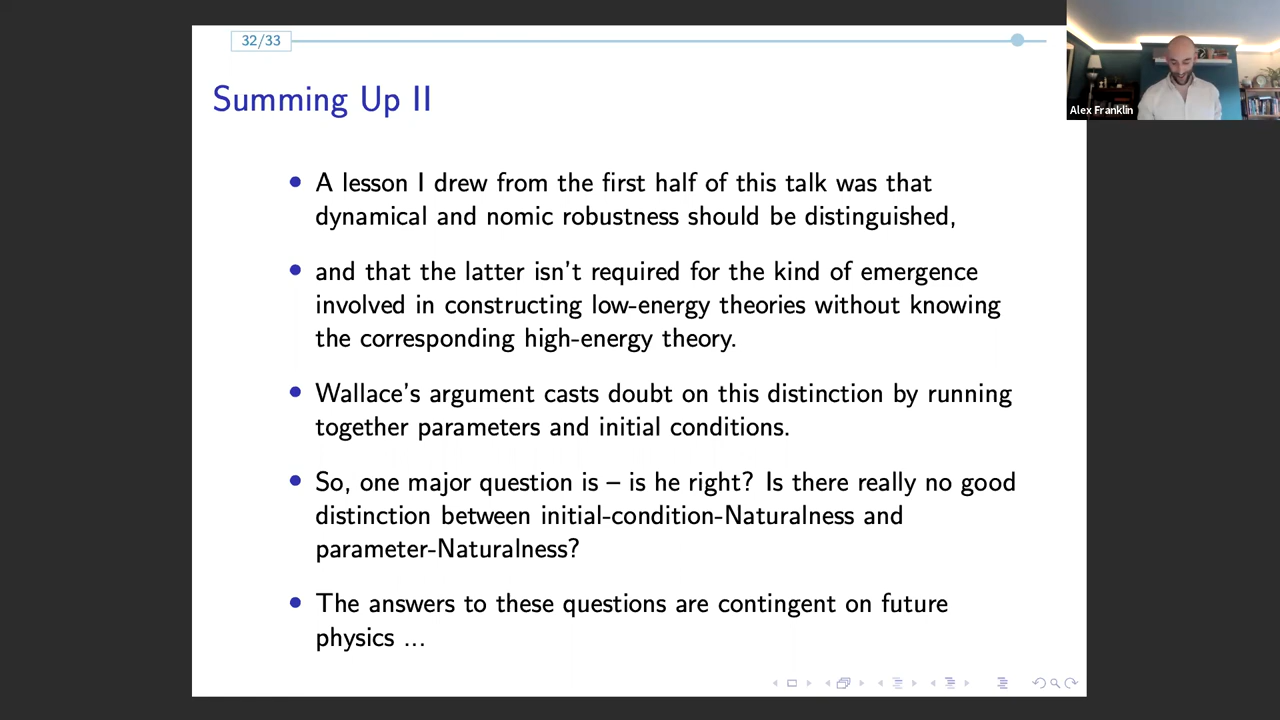 32/33
Alex Franklin
Summing Up II
• A lesson I drew from the first half of this talk was that
dynamical and nomic robustness should be distinguished,
• and that the latter isn't required for the kind of emergence
involved in constructing low-energy theories without knowing
the corresponding high-energy theory.
• Wallace's argument casts doubt on this distinction by running
together parameters and initial conditions.
• So, one major question is – is he right? Is there really no good
distinction between initial-condition-Naturalness and
parameter-Naturalness?
• The answers to these questions are contingent on future
physics ...